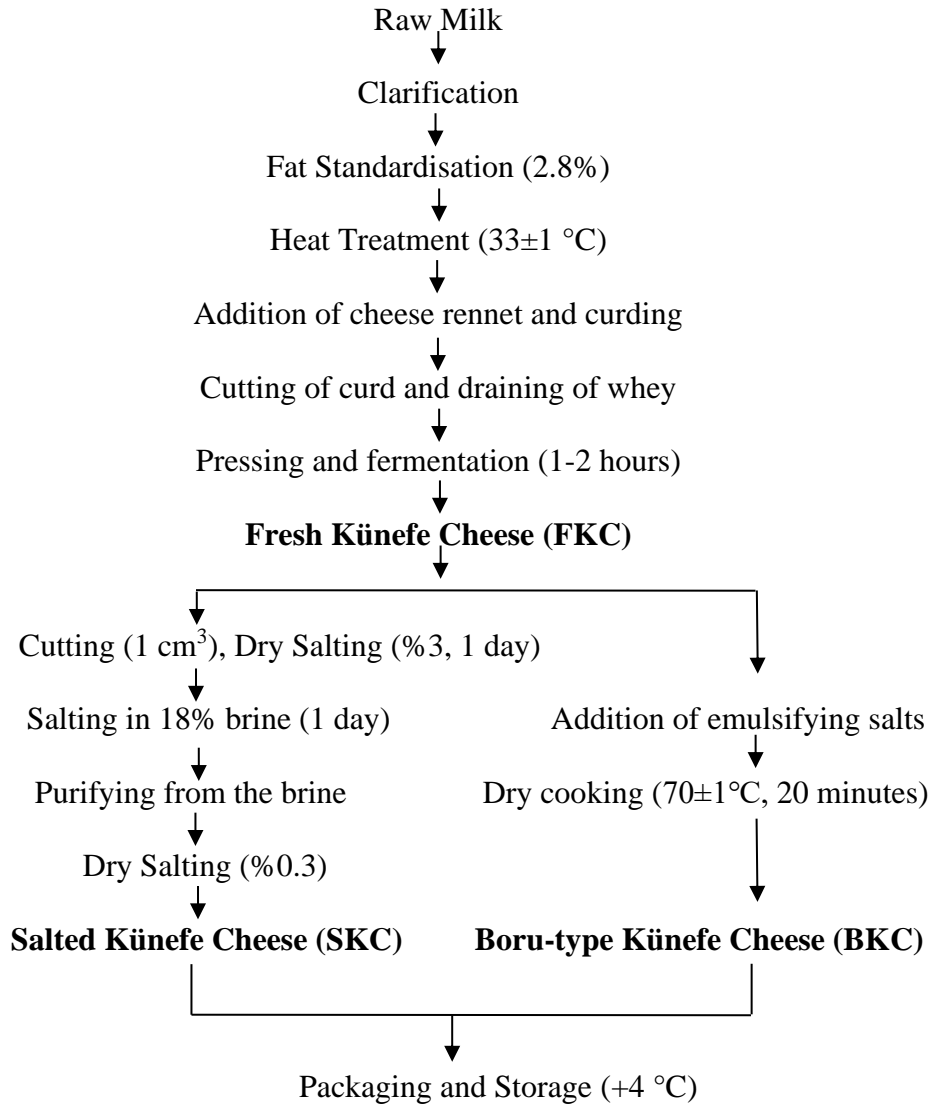 Raw Milk
Clarification
Fat Standardisation (2.8%)
Heat Treatment (33±1 °C)
Addition of cheese rennet and curding
Cutting of curd and draining of whey
Pressing and fermentation (1-2 hours)
Fresh Künefe Cheese (FKC)
Cutting (1 cm³), Dry Salting (%3, 1 day)
Salting in 18% brine (1 day)
Purifying from the brine
Dry Salting (%0.3)
Salted Künefe Cheese (SKC)
Addition of emulsifying salts
Dry cooking (70±1°C, 20 minutes)
Boru-type Künefe Cheese (BKC)
Packaging and Storage (+4 °C)